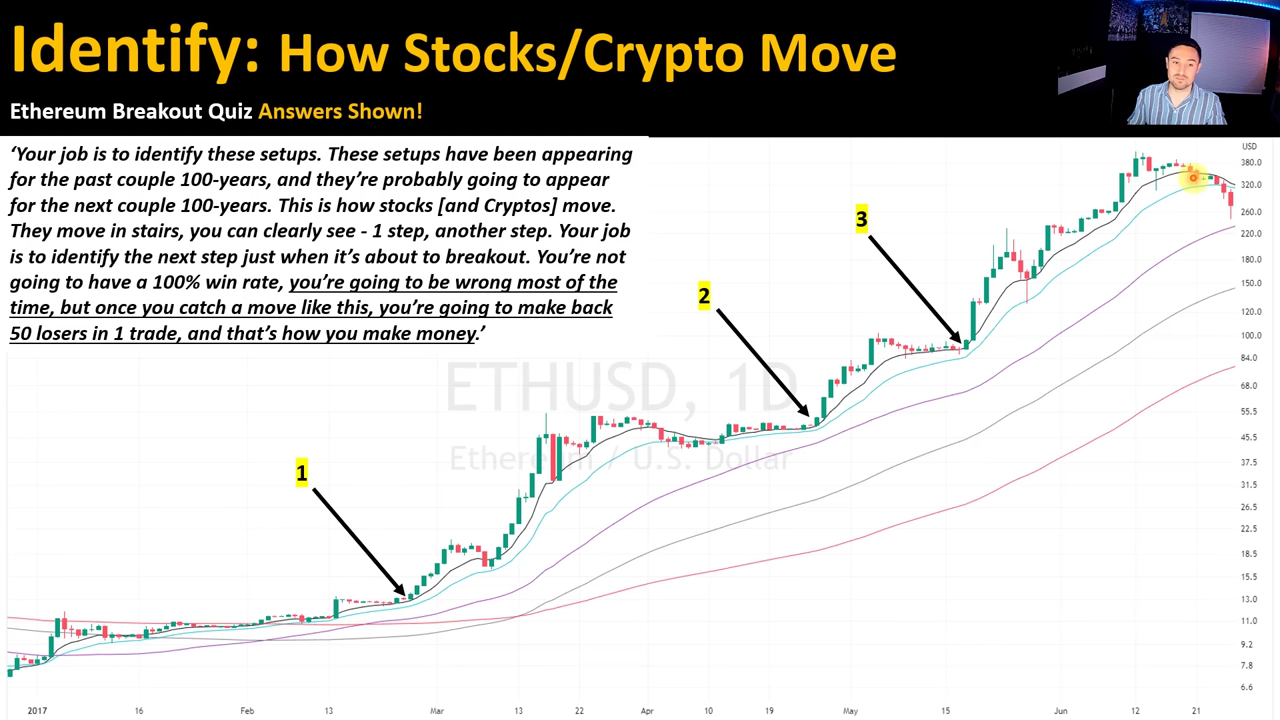 Identify: How Stocks/Crypto Move
Ethereum Breakout Quiz Answers Shown!
‘Your job is to identify these setups. These setups have been appearing
for the past couple 100-years, and they’re probably going to appear
for the next couple 100-years. This is how stocks [and Cryptos] move.
They move in stairs, you can clearly see - 1 step, another step. Your job
is to identify the next step just when it’s about to breakout. You’re not
going to have a 100% win rate, you’re going to be wrong most of the
time, but once you catch a move like this, you’re going to make back
50 losers in 1 trade, and that’s how you make money.’
1
2
3
ETHUSD, 1D
Ethereum / U.S. Dollar
USD
380.0
320.0
260.0
220.0
180.0
150.0
120.0
100.0
84.0
68.0
55.5
45.5
37.5
31.5
26.5
22.5
18.5
15.5
13.0
11.0
9.2
7.8
6.6
2017
16
Feb
13
Mar
13
22
Apr
10
19
May
15
Jun
12
21